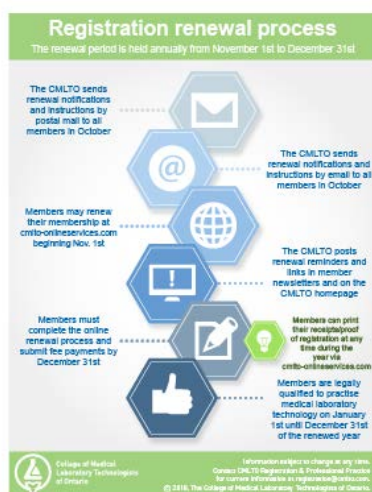 Registration renewal process
The renewal period is held annually from November 1st to December 31st
The CMLTO sends
renewal notifications
and instructions by
postal mail to all
members in October
The CMLTO sends
renewal notifications and
instructions by email to all
members in October
Members may renew
their membership at
cmlto-onlineservices.com
beginning Nov. 1st
The CMLTO posts
renewal reminders and
links in member
newsletters and on the
CMLTO homepage
Members must
complete the online
renewal process and
submit fee payments by
December 31st
Members can print
their receipts/proof
of registration at any
time during the
year via
cmlto-onlineservices.com
Members are legally
qualified to practise
medical laboratory
technology on January
1st until December 31st
of the renewed year
College of Medical
Laboratory Technologists
of Ontario
Information subject to change at any time.
Contact CMLTO Registration & Professional Practice
for current information at registration@cmlto.com.
© 2018, The College of Medical Laboratory Technologists of Ontario.